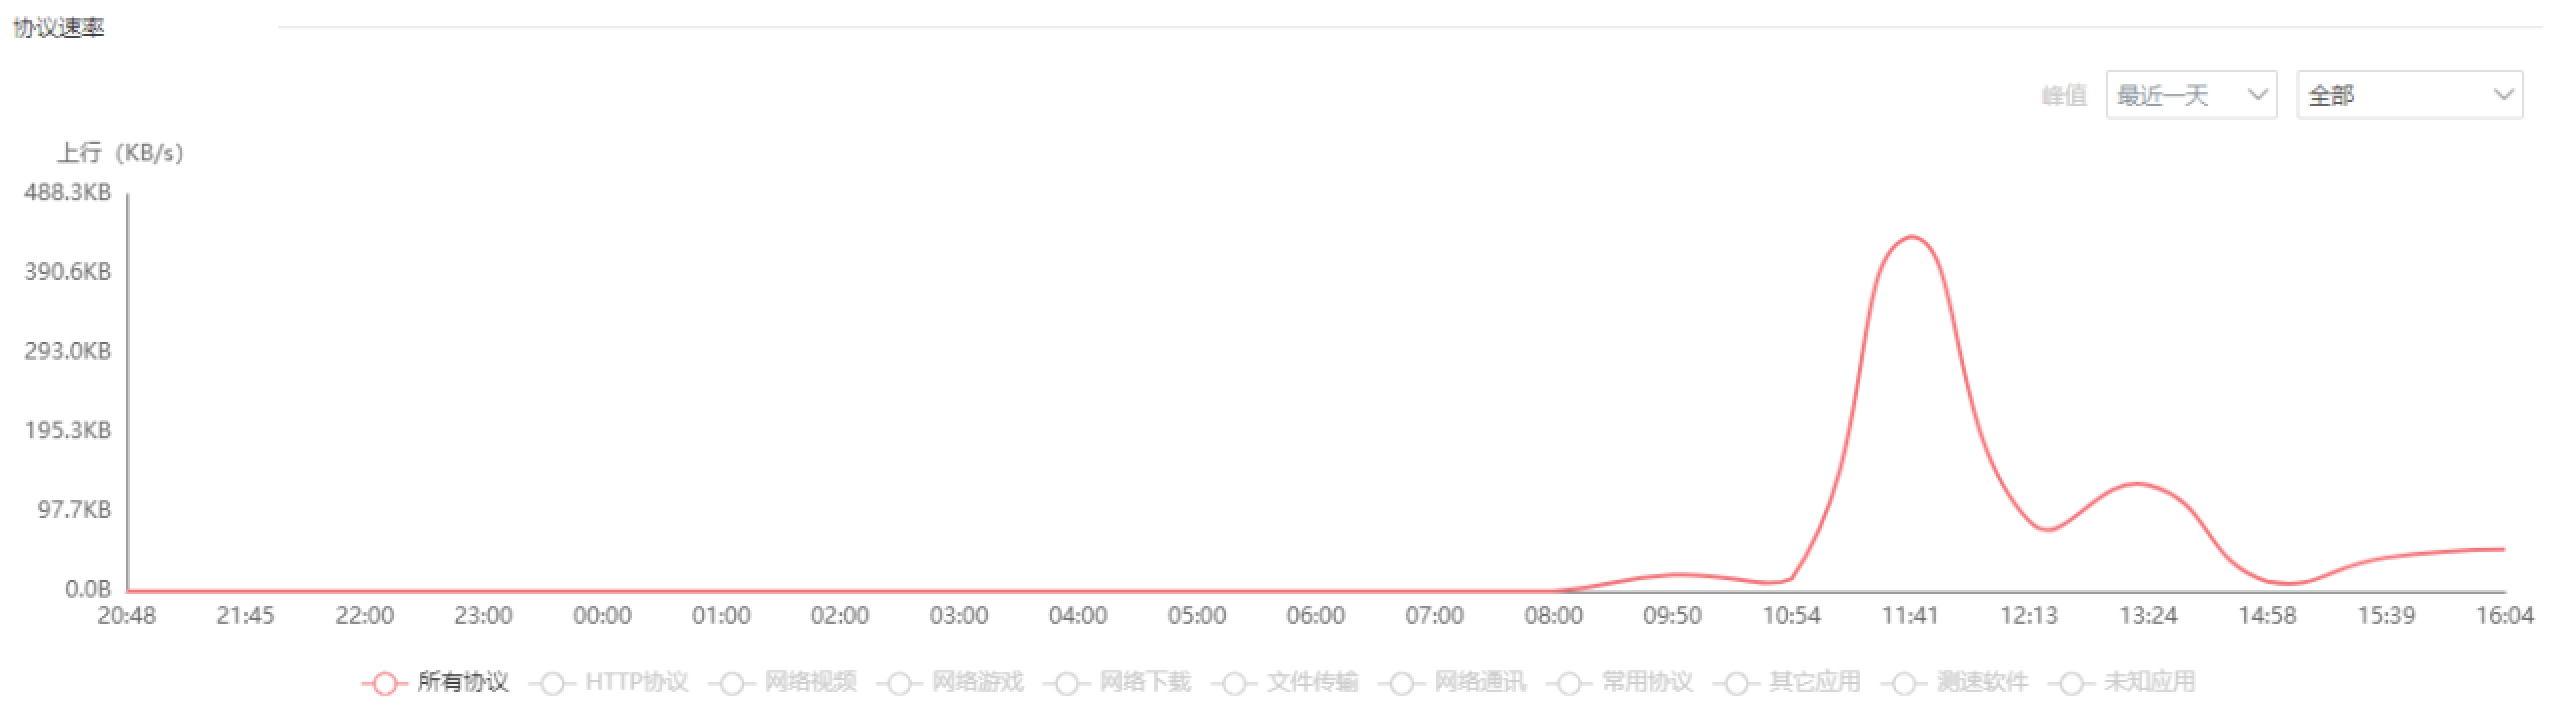 协议速率
峰值 最近一天 全部
上行（KB/s）
488.3KB
390.6KB
293.0KB
195.3KB
97.7KB
0.0B
20:48 21:45 22:00 23:00 00:00 01:00 02:00 03:00 04:00 05:00 06:00 07:00 08:00 09:50 10:54 11:41 12:13 13:24 14:58 15:39 16:04
所有协议 HTTP协议 网络视频 网络游戏 网络下载 文件传输 网络通讯 常用协议 其它应用 测速软件 未知应用